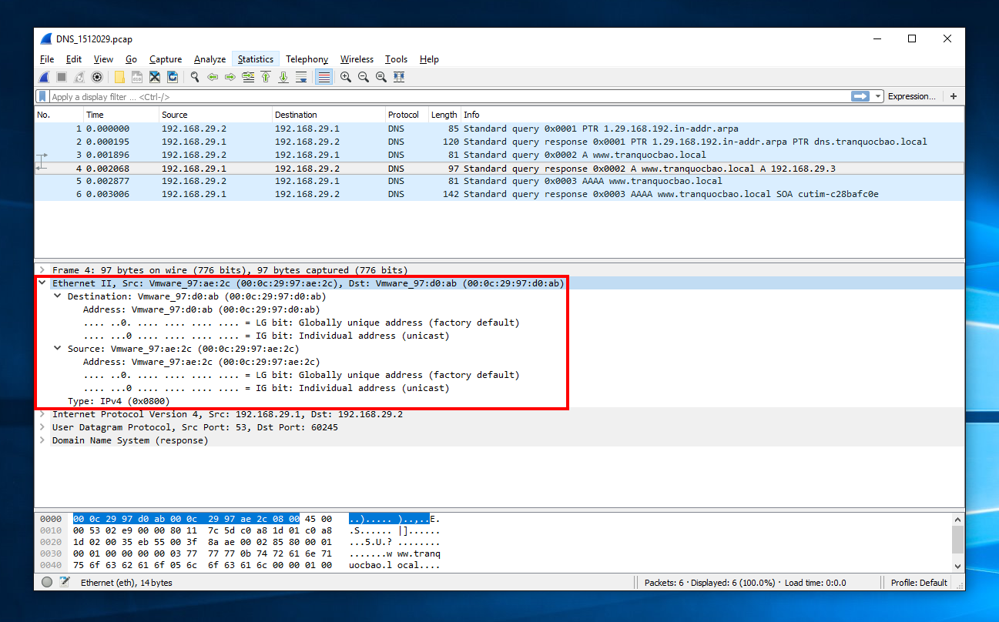 DNS_1512029.pcap
File Edit View Go Capture Analyze Statistics Telephony Wireless Tools Help
Apply a display filter ... <Ctrl-/> Expression... +
No. Time Source Destination Protocol Length Info
1 0.000000 192.168.29.2 192.168.29.1 DNS 85 Standard query 0x0001 PTR 1.29.168.192.in-addr.arpa
2 0.000195 192.168.29.1 192.168.29.2 DNS 120 Standard query response 0x0001 PTR 1.29.168.192.in-addr.arpa PTR dns.tranquocbao.local
3 0.001896 192.168.29.2 192.168.29.1 DNS 81 Standard query 0x0002 A www.tranquocbao.local
4 0.002068 192.168.29.1 192.168.29.2 DNS 97 Standard query response 0x0002 A www.tranquocbao.local A 192.168.29.3
5 0.002877 192.168.29.2 192.168.29.1 DNS 81 Standard query 0x0003 AAAA www.tranquocbao.local
6 0.003006 192.168.29.1 192.168.29.2 DNS 142 Standard query response 0x0003 AAAA www.tranquocbao.local SOA cutim-c28bafc0e
Frame 4: 97 bytes on wire (776 bits), 97 bytes captured (776 bits)
Ethernet II, Src: Vmware_97:ae:2c (00:0c:29:97:ae:2c), Dst: Vmware_97:d0:ab (00:0c:29:97:d0:ab)
Destination: Vmware_97:d0:ab (00:0c:29:97:d0:ab)
Address: Vmware_97:d0:ab (00:0c:29:97:d0:ab)
.... ..0. .... .... .... .... = LG bit: Globally unique address (factory default)
.... ...0 .... .... .... .... = IG bit: Individual address (unicast)
Source: Vmware_97:ae:2c (00:0c:29:97:ae:2c)
Address: Vmware_97:ae:2c (00:0c:29:97:ae:2c)
.... ..0. .... .... .... .... = LG bit: Globally unique address (factory default)
.... ...0 .... .... .... .... = IG bit: Individual address (unicast)
Type: IPv4 (0x0800)
Internet Protocol Version 4, Src: 192.168.29.1, Dst: 192.168.29.2
User Datagram Protocol, Src Port: 53, Dst Port: 60245
Domain Name System (response)
0000 00 0c 29 97 d0 ab 00 0c 29 97 ae 2c 08 00 45 00 ..)..... )..,..E.
0010 00 53 02 e9 00 00 80 11 7c 5d c0 a8 1d 01 c0 a8 .S...... |]......
0020 1d 02 00 35 eb 55 00 3f 8a ae 00 02 85 80 00 01 ...5.U.? ........
0030 00 01 00 00 00 00 03 77 77 77 0b 74 72 61 6e 71 .......w ww.tranq
0040 75 6f 63 62 61 6f 05 6c 6f 63 61 6c 00 00 01 00 uocbao.l ocal....
Ethernet (eth), 14 bytes Packets: 6 · Displayed: 6 (100.0%) · Load time: 0:0.0 Profile: Default